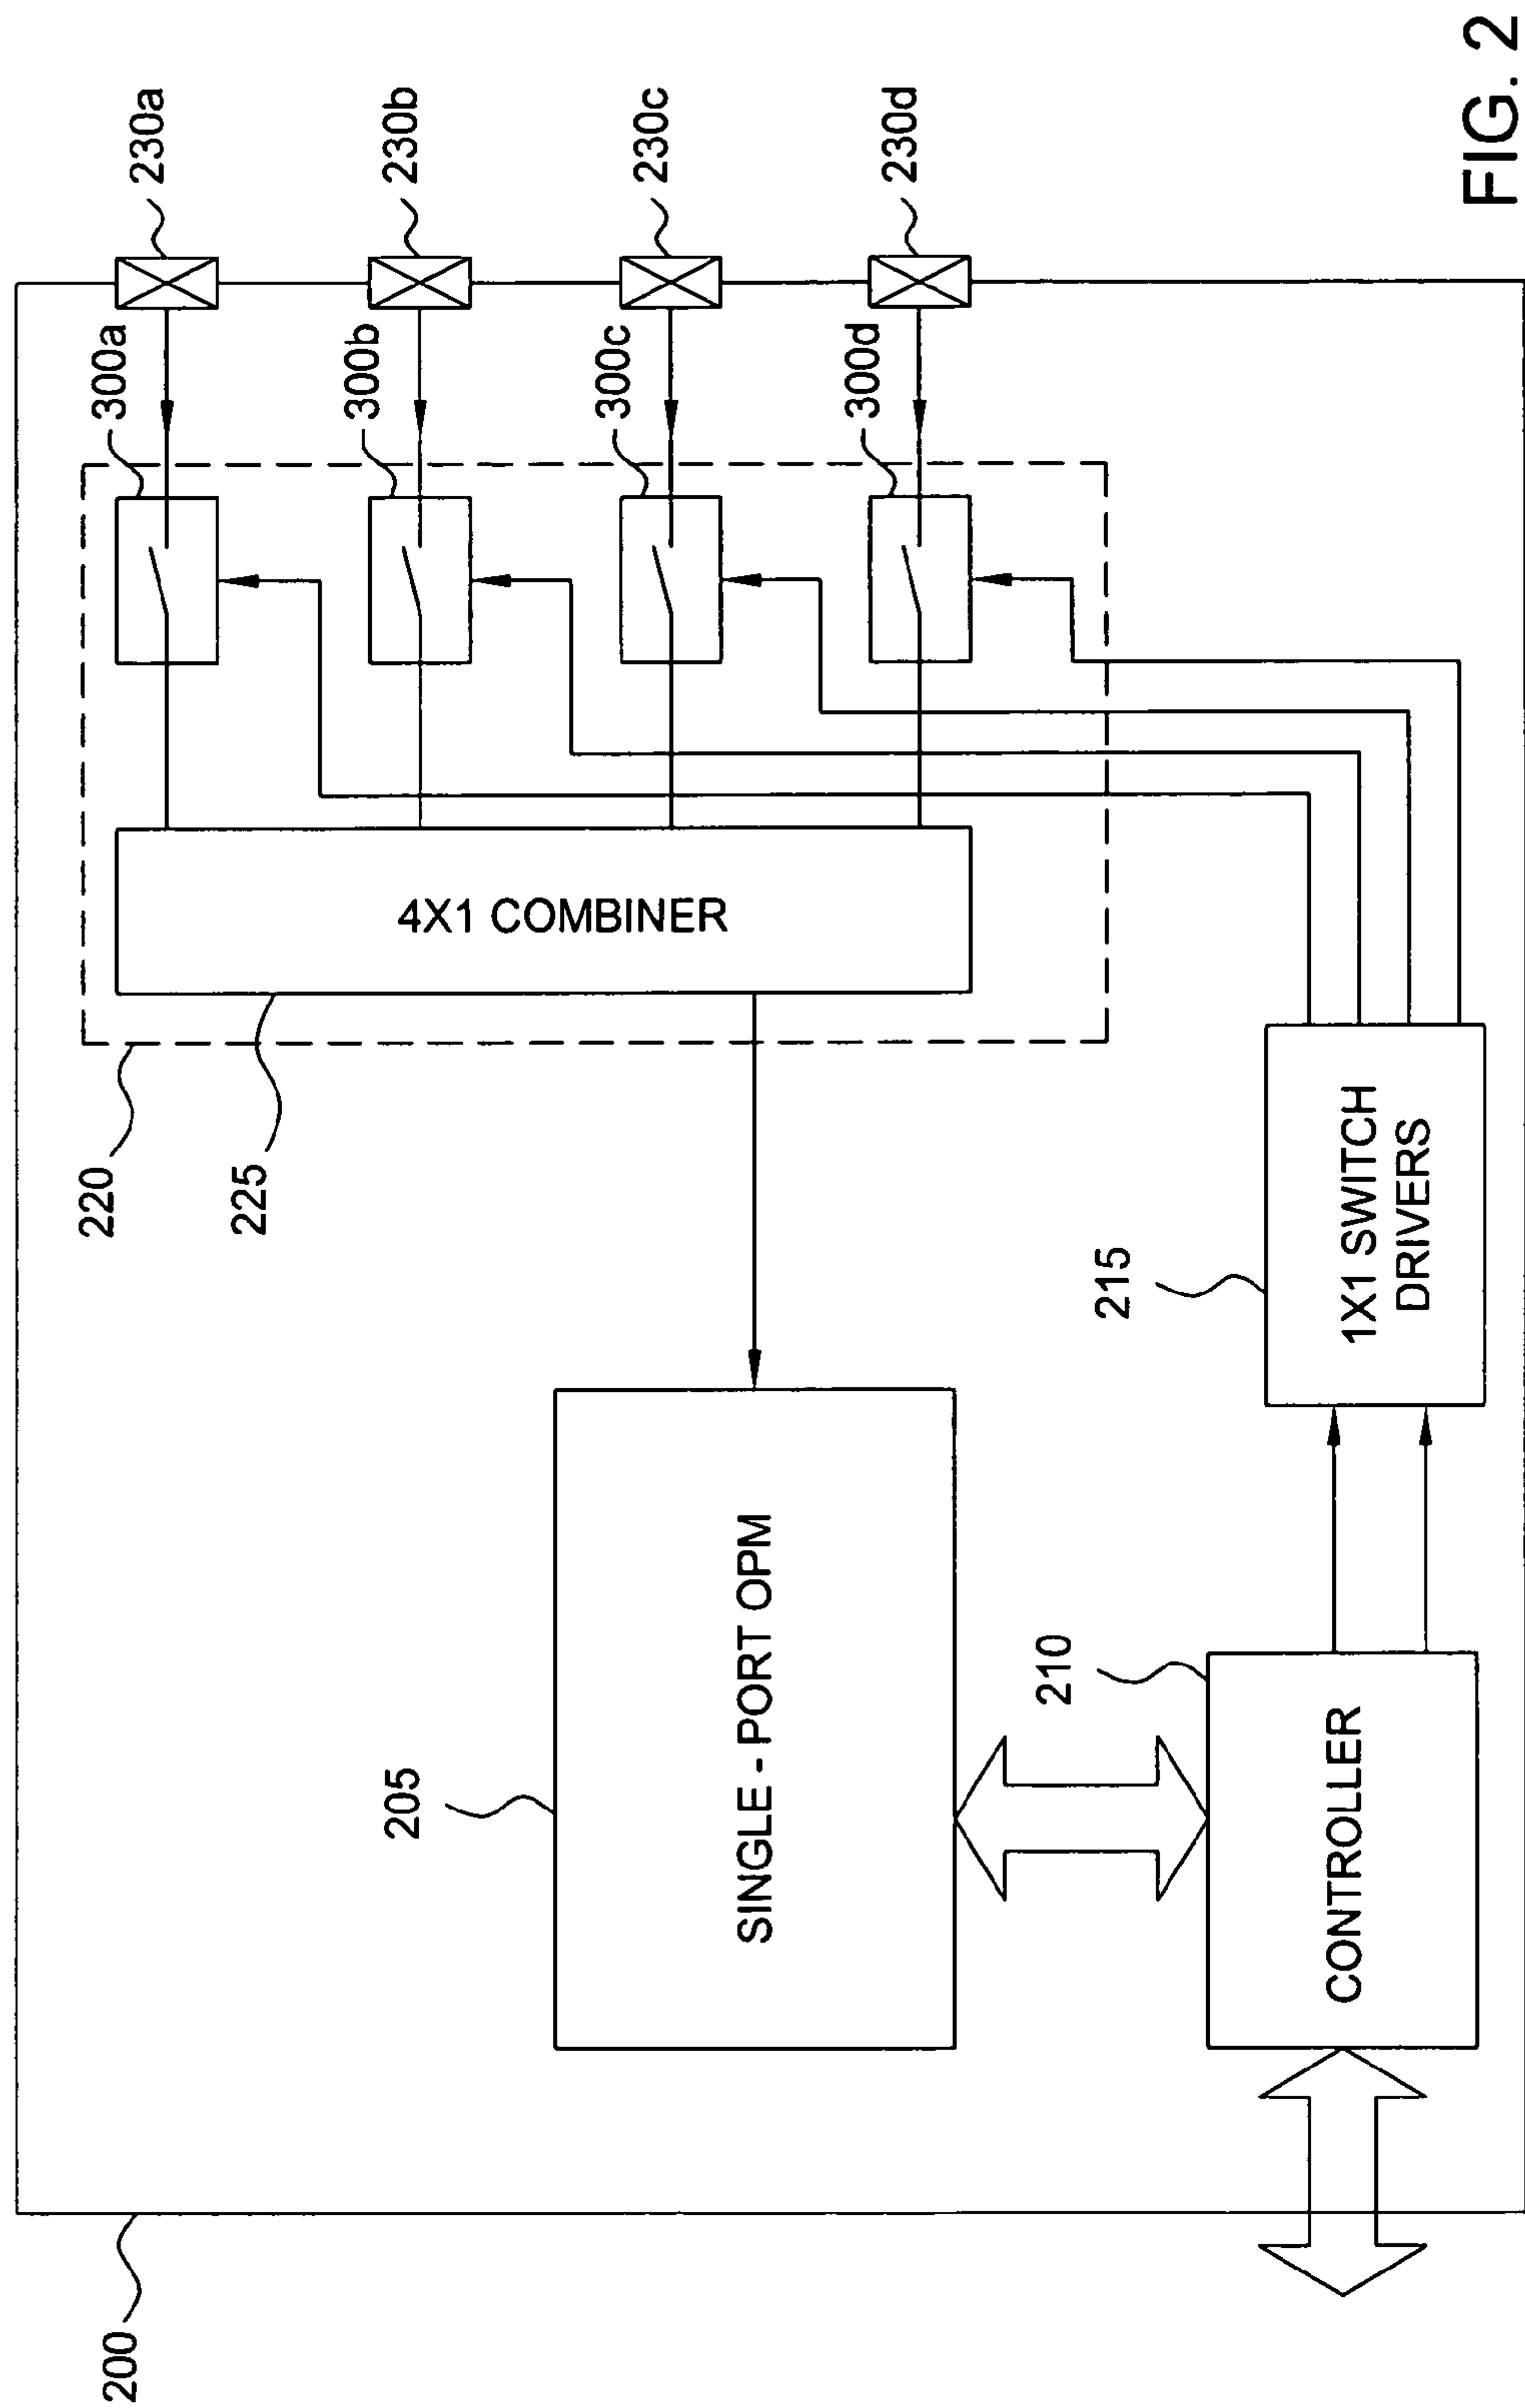 230a
230b
230c
230d
300a
300b
300c
300d
4X1 COMBINER
220
225
SINGLE - PORT OPM
205
215
1X1 SWITCH
DRIVERS
210
CONTROLLER
200
FIG. 2